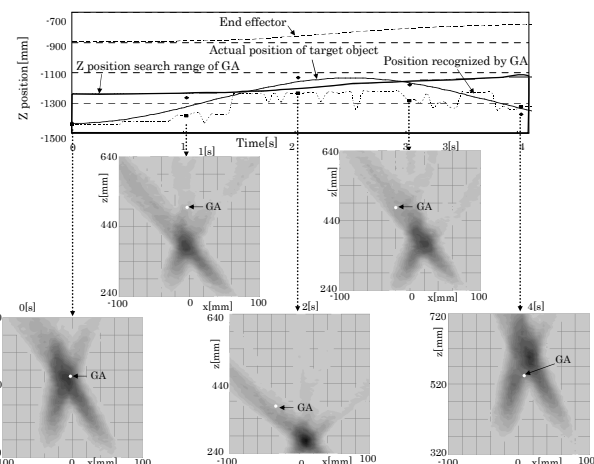 -700
End effector
-900
Actual position of target object
Z position search range of GA
Position recognized by GA
-1100
Z position[mm]
-1300
-1500
0
Time[s]
1[s]
2
3[s]
4
640
z[mm]
GA
440
240
-100
0
x[mm]
100
640
z[mm]
GA
440
240
-100
0
x[mm]
100
0[s]
GA
0
x[mm]
100
2[s]
640
z[mm]
440
GA
240
-100
0
x[mm]
100
4[s]
720
z[mm]
GA
520
320
-100
0
x[mm]
100